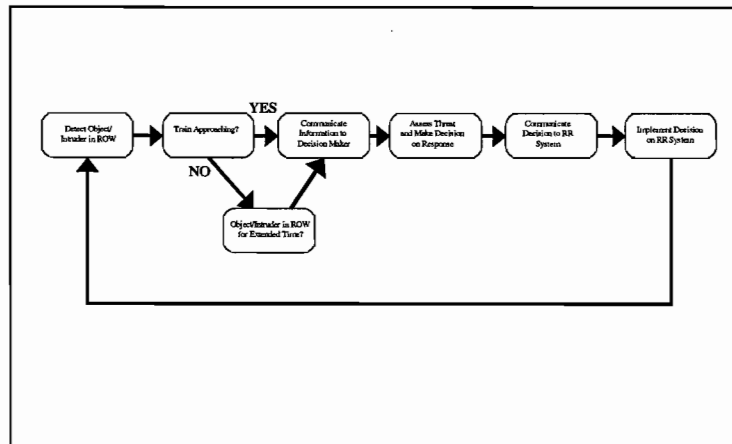 Detect Object/
Intruder in ROW
Train Approaching?
YES
NO
Communicate
Information to
Decision Maker
Assess Threat
and Make Decision
on Response
Communicate
Decision to RR
System
Implement Decision
on RR System
Object/Intruder in ROW
for Extended Time?